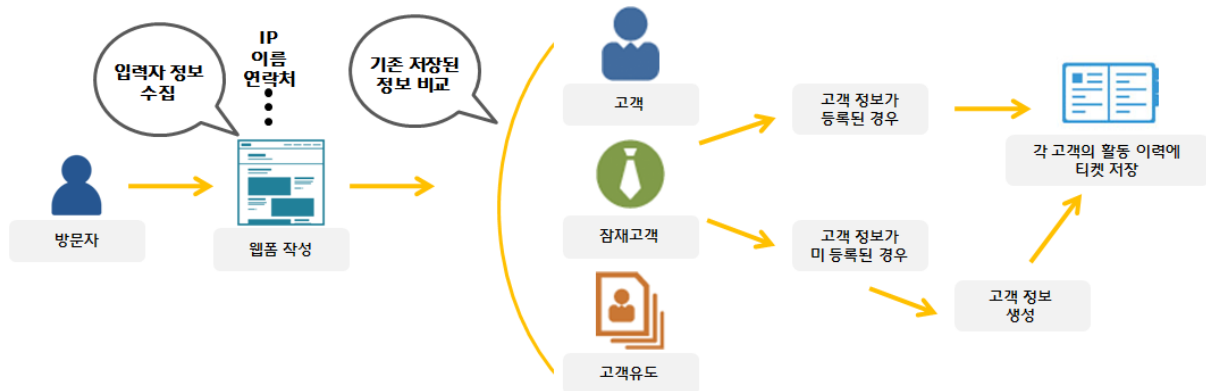 입력자 정보
수집
IP
이름
연락처
기존 저장된
정보 비교
방문자
웹폼 작성
고객
잠재고객
고객유도
고객 정보가
등록된 경우
고객 정보가
미 등록된 경우
고객 정보
생성
각 고객의 활동 이력에
티켓 저장